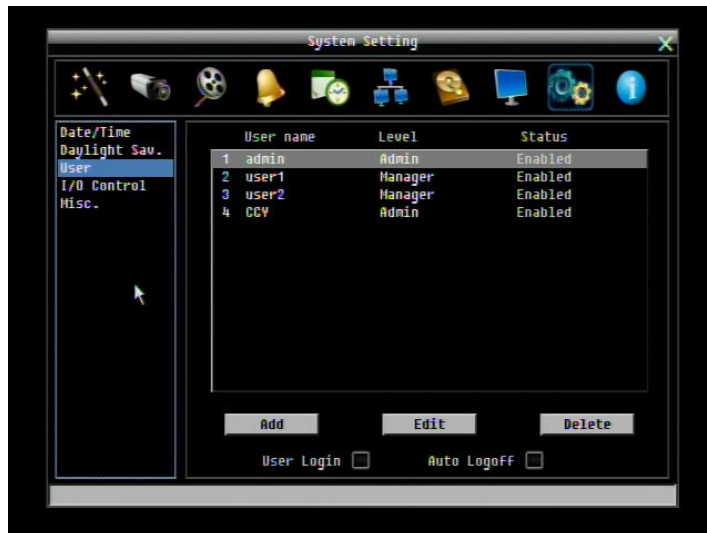 System Setting
Date/Time
Daylight Sav.
User
I/O Control
Misc.
User name Level Status
1 admin Admin Enabled
2 user1 Manager Enabled
3 user2 Manager Enabled
4 CCY Admin Enabled
Add Edit Delete
User Login Auto Logoff